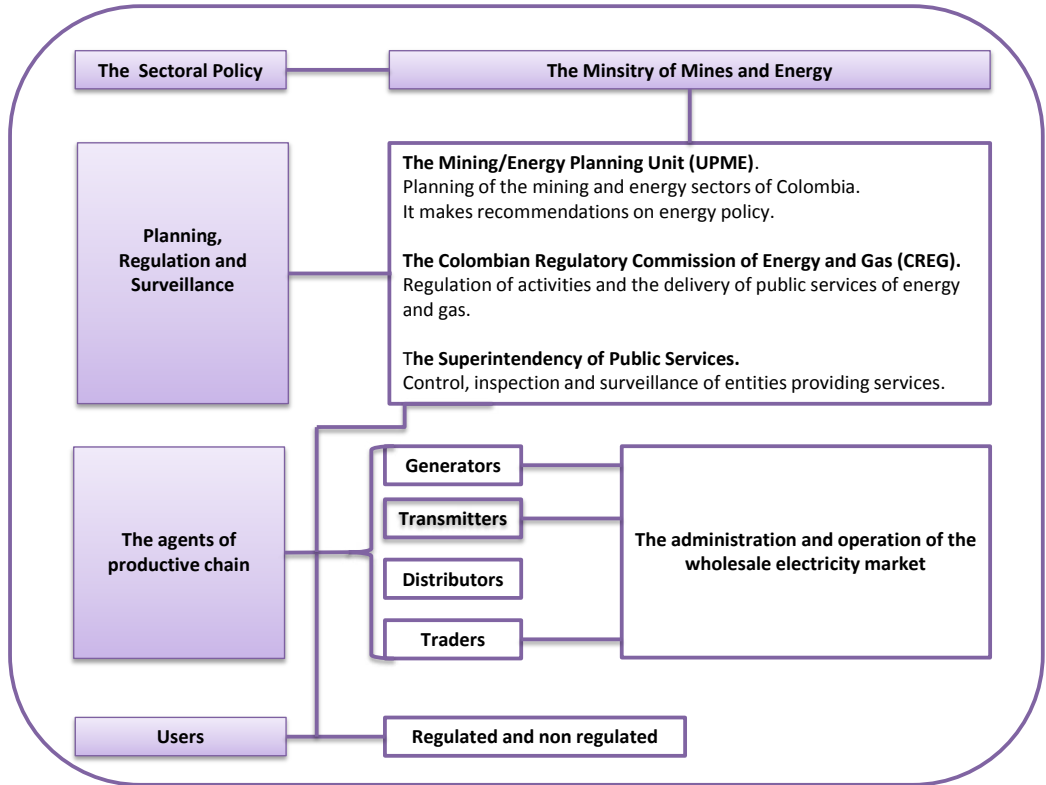 The Sectoral Policy
The Minsitry of Mines and Energy
Planning,
Regulation and
Surveillance
The Mining/Energy Planning Unit (UPME).
Planning of the mining and energy sectors of Colombia.
It makes recommendations on energy policy.
The Colombian Regulatory Commission of Energy and Gas (CREG).
Regulation of activities and the delivery of public services of energy
and gas.
The Superintendency of Public Services.
Control, inspection and surveillance of entities providing services.
The agents of
productive chain
Generators
Transmitters
Distributors
Traders
The administration and operation of the
wholesale electricity market
Users
Regulated and non regulated